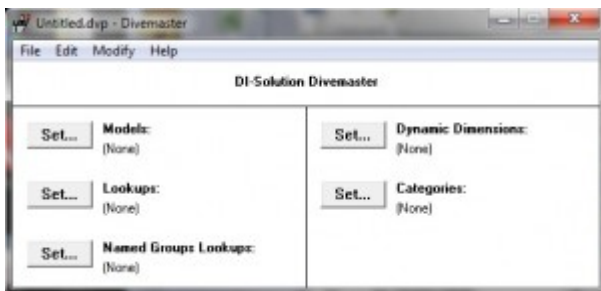 Untitled.dvp - Divemaster
File Edit Modify Help
DI-Solution Divemaster
Set... Models:
(None)
Set... Lookups:
(None)
Set... Named Groups Lookups:
(None)
Set... Dynamic Dimensions:
(None)
Set... Categories:
(None)